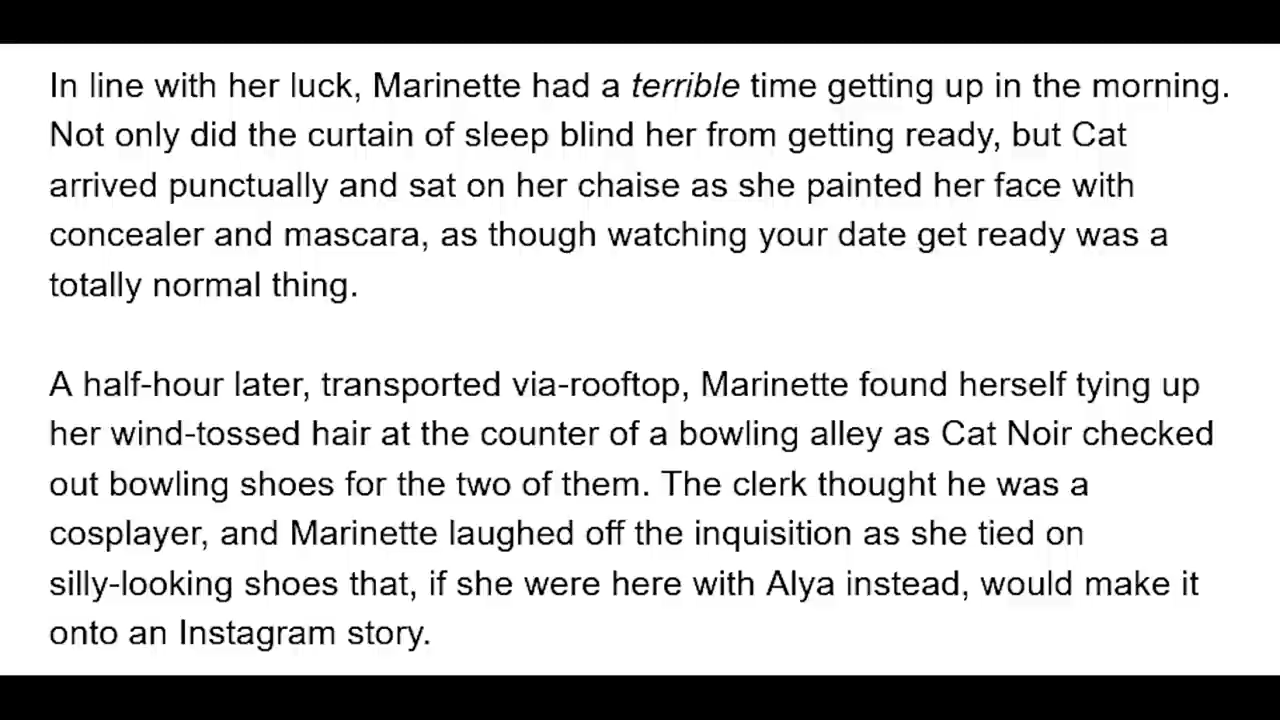 In line with her luck, Marinette had a terrible time getting up in the morning.
Not only did the curtain of sleep blind her from getting ready, but Cat
arrived punctually and sat on her chaise as she painted her face with
concealer and mascara, as though watching your date get ready was a
totally normal thing.
A half-hour later, transported via-rooftop, Marinette found herself tying up
her wind-tossed hair at the counter of a bowling alley as Cat Noir checked
out bowling shoes for the two of them. The clerk thought he was a
cosplayer, and Marinette laughed off the inquisition as she tied on
silly-looking shoes that, if she were here with Alya instead, would make it
onto an Instagram story.